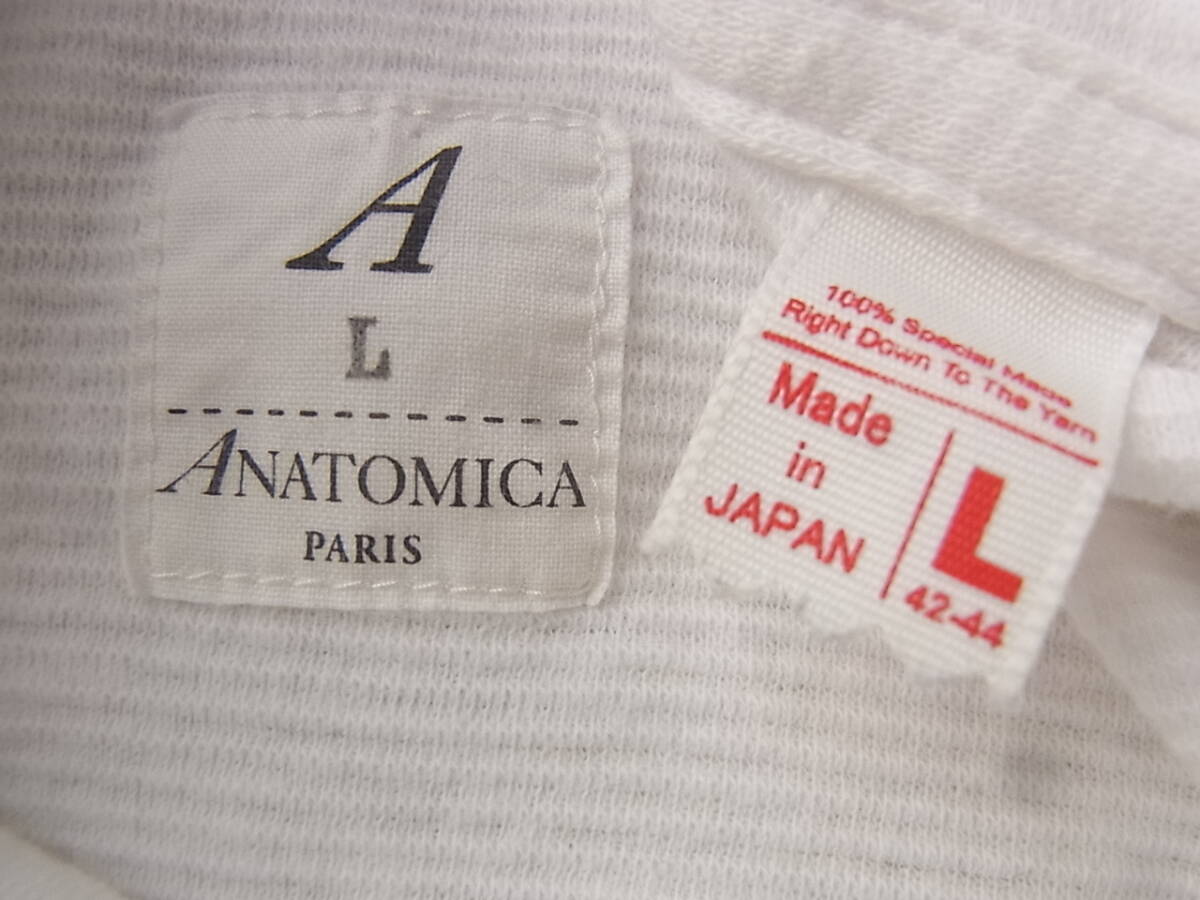 A
L
ANATOMICA
PARIS
100% Special Made
Right Down To The Yarn
Made
in
JAPAN
L
42-44